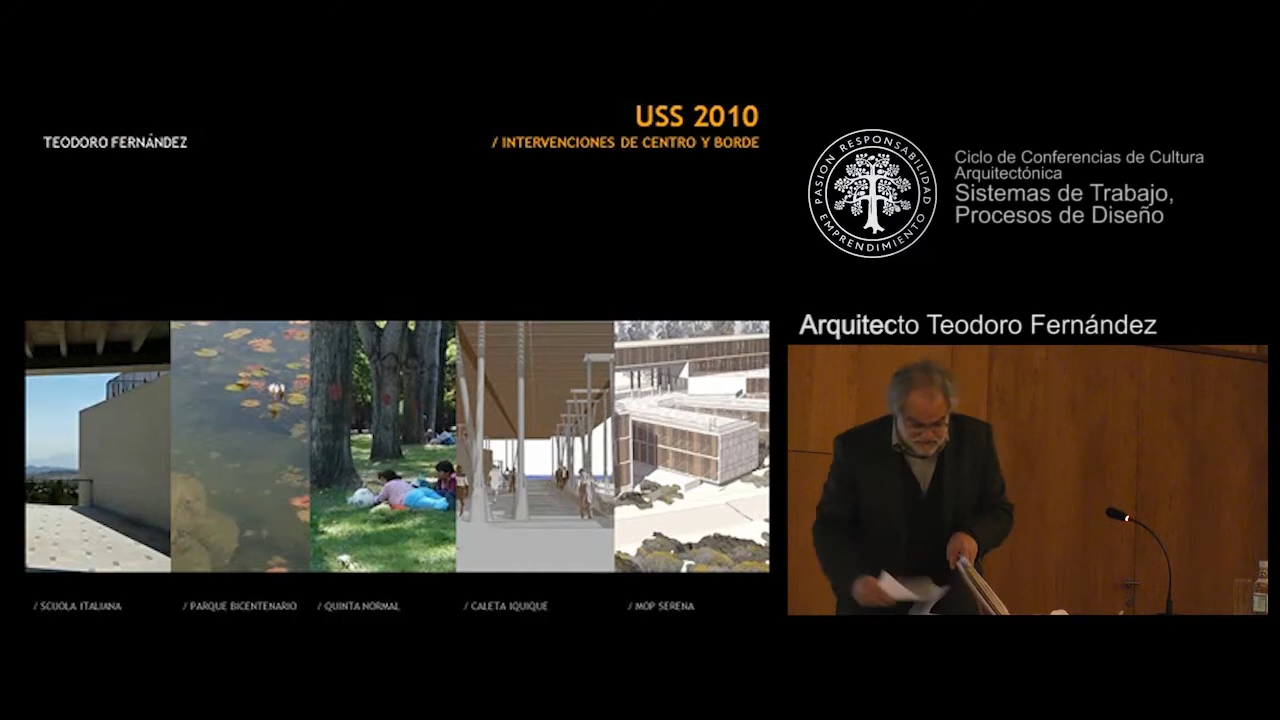 USS 2010
TEODORO FERNÁNDEZ
/ INTERVENCIONES DE CENTRO Y BORDE
PASION RESPONSABILIDAD
EMPRENDIMIENTO
Ciclo de Conferencias de Cultura
Arquitectónica
Sistemas de Trabajo,
Procesos de Diseño
Arquitecto Teodoro Fernández
/ SCUOLA ITALIANA
/ PARQUE BICENTENARIO
/ QUINTA NORMAL
/ CALETA IQUIQUE
/ MOP SERENA